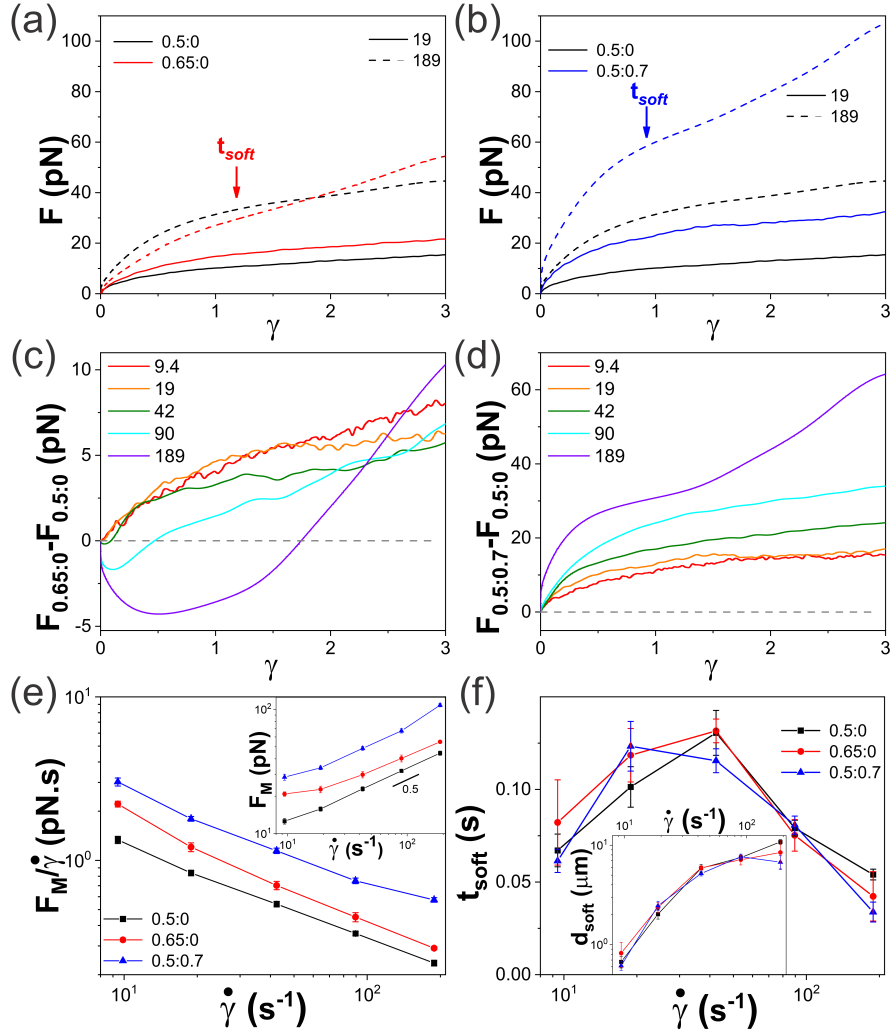 (a)
0.5:0
0.65:0
19
189
t_soft
F (pN)
100
80
60
40
20
0
0 1 2 3
γ
(b)
0.5:0
0.5:0.7
19
189
t_soft
F (pN)
100
80
60
40
20
0
0 1 2 3
γ
(c)
9.4
19
42
90
189
F_0.65:0-F_0.5:0 (pN)
10
5
0
-5
0 1 2 3
γ
(d)
9.4
19
42
90
189
F_0.5:0.7-F_0.5:0 (pN)
60
40
20
0
0 1 2 3
γ
(e)
F_M/γ̇ (pN.s)
10^1
10^0
10^1 10^2
γ̇ (s^-1)
0.5:0
0.65:0
0.5:0.7
F_M (pN)
10^2
10^1
10^1 10^2
γ̇ (s^-1)
0.5
(f)
0.5:0
0.65:0
0.5:0.7
t_soft (s)
0.10
0.05
0.00
10^1 10^2
γ̇ (s^-1)
10^1 10^2
γ̇ (s^-1)
d_soft (μm)
10^1
10^0